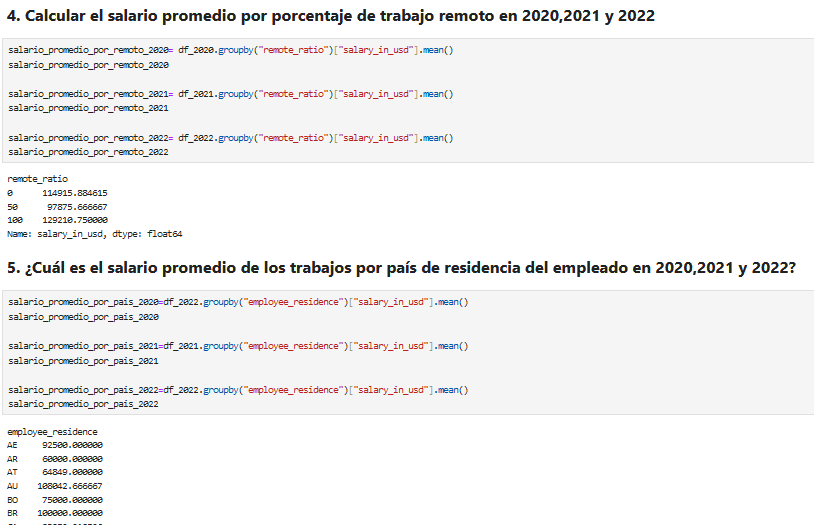 4. Calcular el salario promedio por porcentaje de trabajo remoto en 2020,2021 y 2022
salario_promedio_por_remoto_2020= df_2020.groupby("remote_ratio")["salary_in_usd"].mean()
salario_promedio_por_remoto_2020
salario_promedio_por_remoto_2021= df_2021.groupby("remote_ratio")["salary_in_usd"].mean()
salario_promedio_por_remoto_2021
salario_promedio_por_remoto_2022= df_2022.groupby("remote_ratio")["salary_in_usd"].mean()
salario_promedio_por_remoto_2022
remote_ratio
0 114915.884615
50 97875.666667
100 129210.750000
Name: salary_in_usd, dtype: float64
5. ¿Cuál es el salario promedio de los trabajos por país de residencia del empleado en 2020,2021 y 2022?
salario_promedio_por_pais_2020=df_2022.groupby("employee_residence")["salary_in_usd"].mean()
salario_promedio_por_pais_2020
salario_promedio_por_pais_2021=df_2021.groupby("employee_residence")["salary_in_usd"].mean()
salario_promedio_por_pais_2021
salario_promedio_por_pais_2022=df_2022.groupby("employee_residence")["salary_in_usd"].mean()
salario_promedio_por_pais_2022
employee_residence
AE 92500.000000
AR 60000.000000
AT 64849.000000
AU 108042.666667
BO 75000.000000
BR 100000.000000